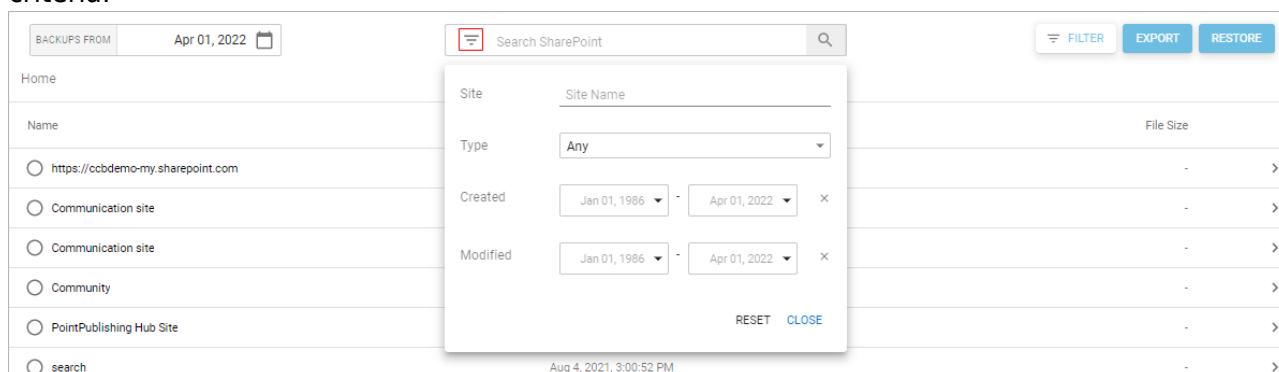 BACKUPS FROM Apr 01, 2022 Search SharePoint FILTER EXPORT RESTORE
Home
Site Site Name
Name File Size
Type Any
https://ccbdemo-my.sharepoint.com -
Created Jan 01, 1986 - Apr 01, 2022 ×
Communication site -
Communication site -
Modified Jan 01, 1986 - Apr 01, 2022 ×
Community -
RESET CLOSE
PointPublishing Hub Site -
search Aug 4, 2021, 3:00:52 PM -